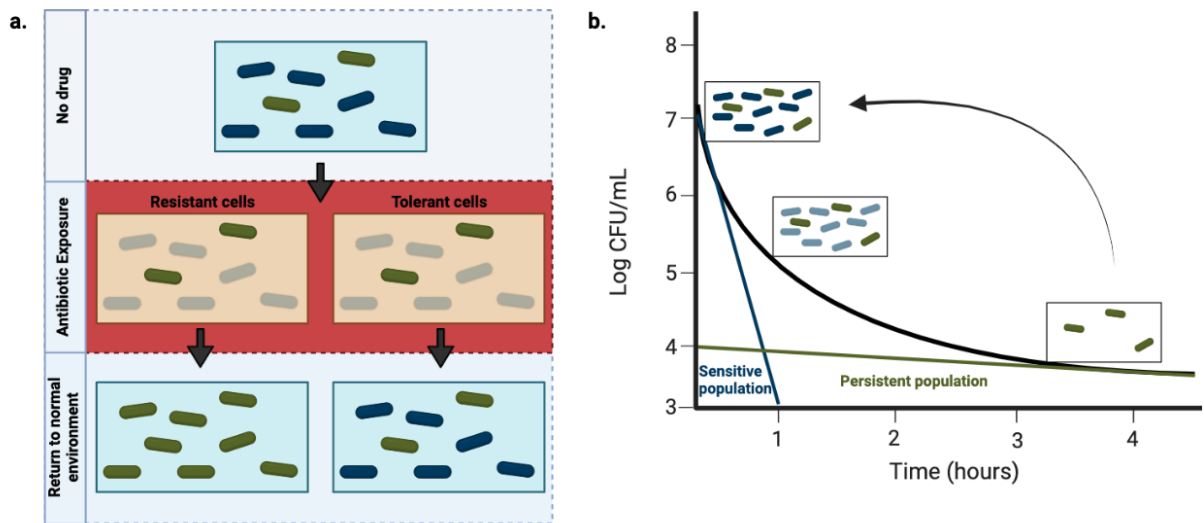 a.
No drug
Antibiotic Exposure
Resistant cells
Tolerant cells
Return to normal
environment
b.
Log CFU/mL
8
7
6
5
4
3
Sensitive
population
Persistent population
1
2
3
4
Time (hours)